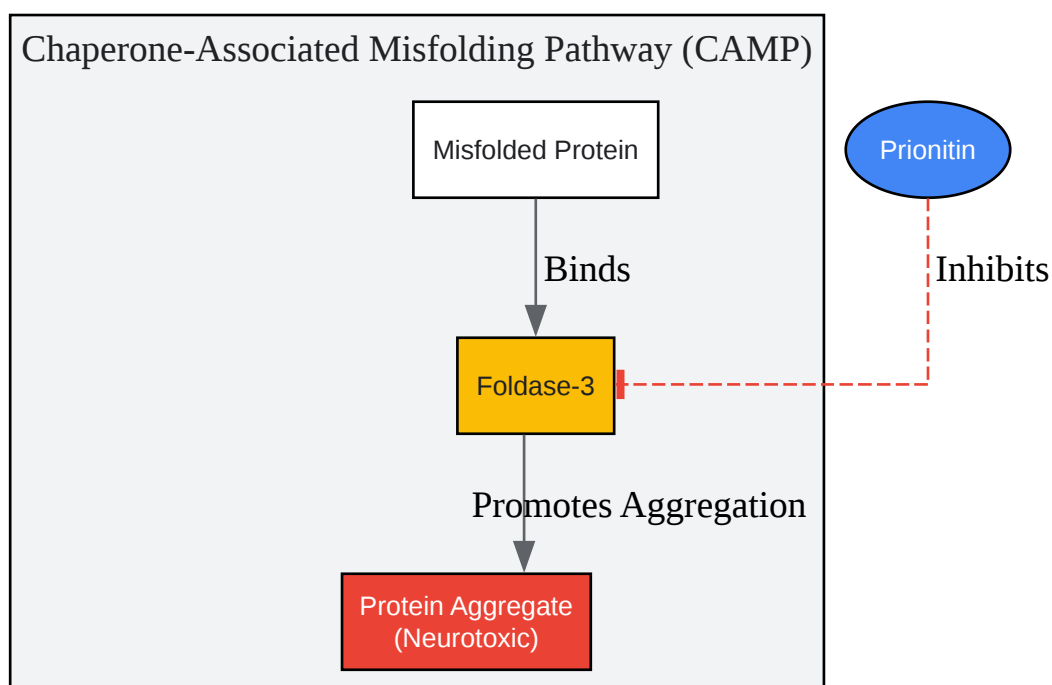 Chaperone-Associated Misfolding Pathway (CAMP)
Misfolded Protein
Prionitin
Binds
Inhibits
Foldase-3
Promotes Aggregation
Protein Aggregate
(Neurotoxic)